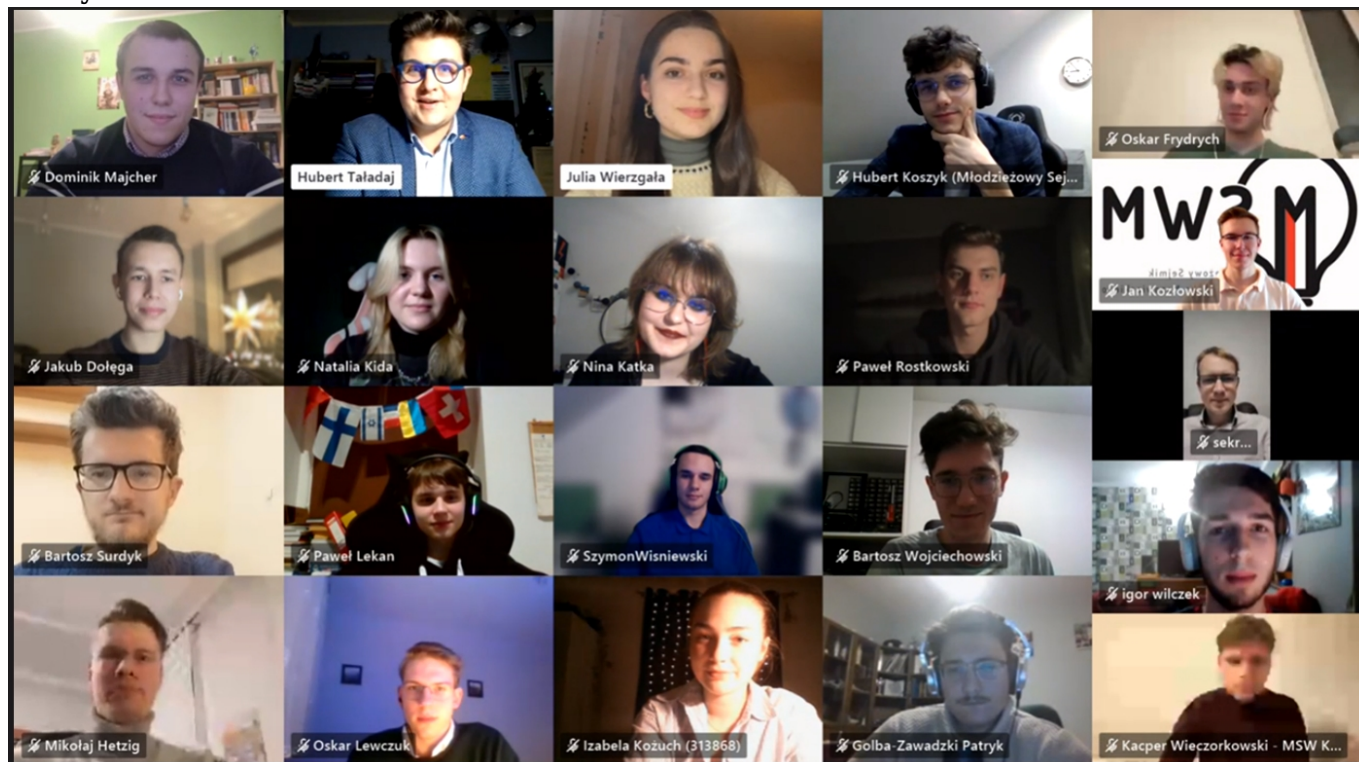 Dominik Majcher
Hubert Taładaj
Julia Wierzgała
Hubert Koszyk (Młodzieżowy Sej...
Oskar Frydrych
MW
Jan Kozłowski
Jakub Dołęga
Natalia Kida
Nina Katka
Paweł Rostkowski
sekr...
Bartosz Surdyk
Paweł Lekan
SzymonWisniewski
Bartosz Wojciechowski
igor wilczek
Mikołaj Hetzig
Oskar Lewczuk
Izabela Kożuch (313868)
Golba-Zawadzki Patryk
Kacper Wieczorkowski - MSW K...